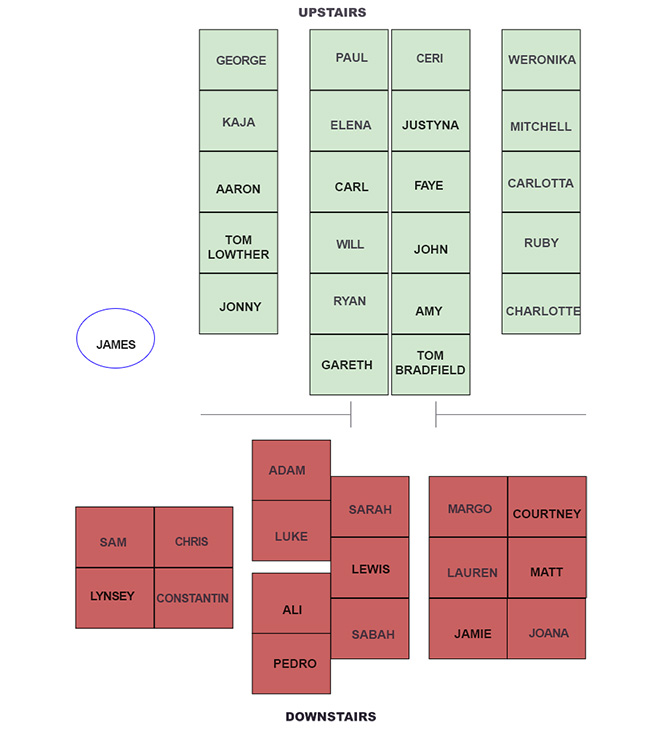 UPSTAIRS
GEORGE
PAUL
CERI
WERONIKA
KAJA
ELENA
JUSTYNA
MITCHELL
AARON
CARL
FAYE
CARLOTTA
TOM
LOWTHER
WILL
JOHN
RUBY
JONNY
RYAN
AMY
CHARLOTTE
JAMES
GARETH
TOM
BRADFIELD
ADAM
SARAH
MARGO
COURTNEY
SAM
CHRIS
LUKE
LEWIS
LAUREN
MATT
LYNSEY
CONSTANTIN
ALI
SABAH
JAMIE
JOANA
PEDRO
DOWNSTAIRS